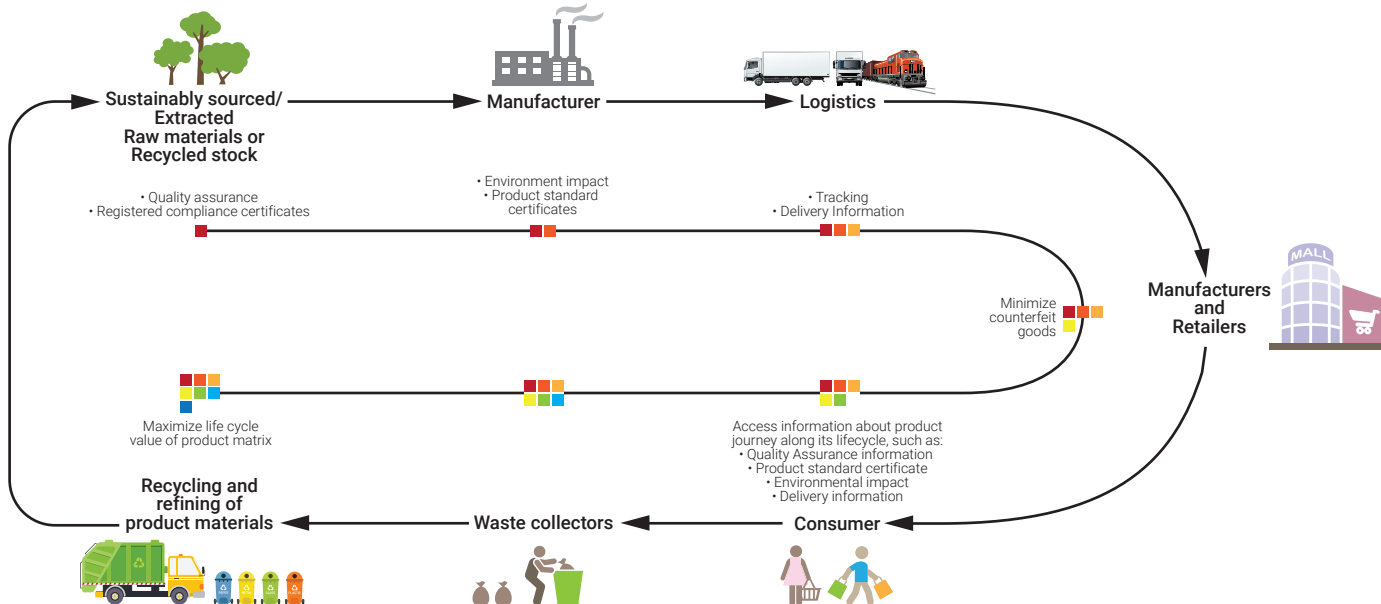 Sustainably sourced/
Extracted
Raw materials or
Recycled stock
Manufacturer
Logistics
• Quality assurance
• Registered compliance certificates
• Environment impact
• Product standard
certificates
• Tracking
• Delivery Information
MALL
Manufacturers
and
Retailers
Minimize
counterfeit
goods
Maximize life cycle
value of product matrix
Access information about product
journey along its lifecycle, such as:
• Quality Assurance information
• Product standard certificate
• Environmental impact
• Delivery information
Recycling and
refining of
product materials
Waste collectors
Consumer